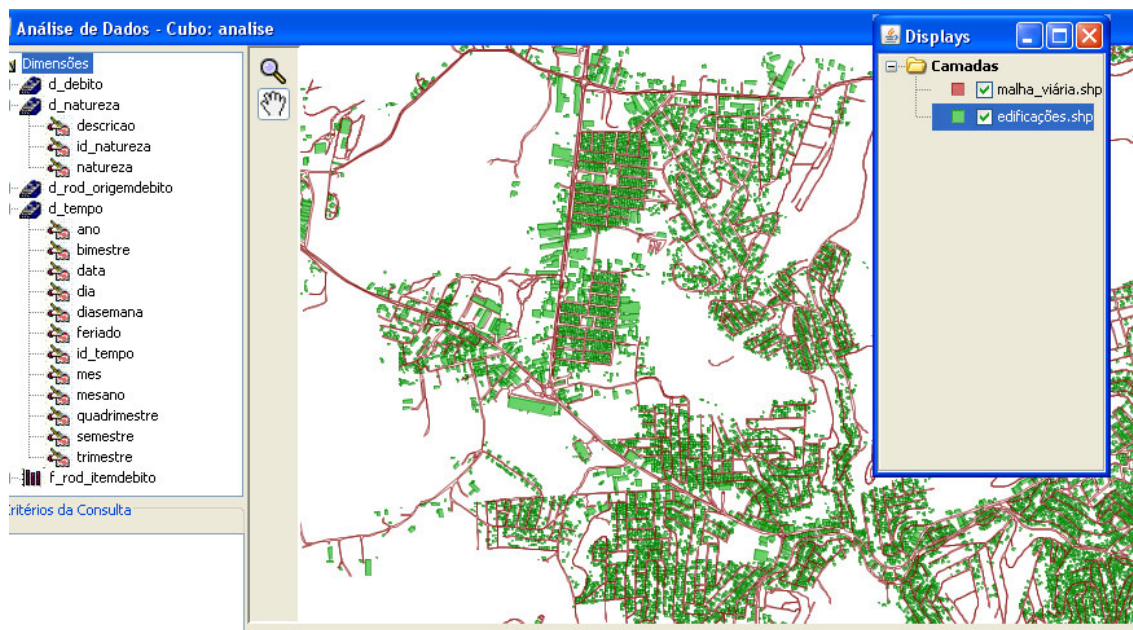 Análise de Dados - Cubo: analise
Dimensões
d_debito
d_natureza
descricao
id_natureza
natureza
d_rod_origemdebito
d_tempo
ano
bimestre
data
dia
diasemana
feriado
id_tempo
mes
mesano
quadrimestre
semestre
trimestre
f_rod_itemdebito
ritérios da Consulta
Displays
Camadas
malha_viária.shp
edificações.shp